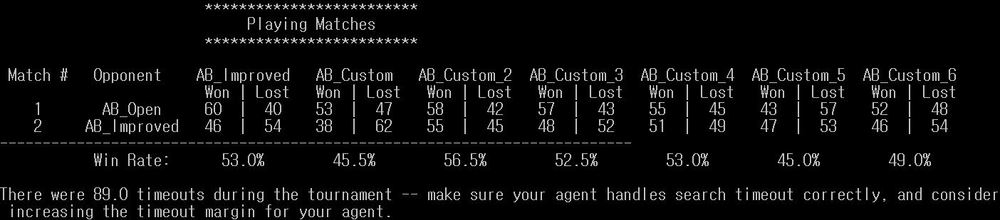 *************************
Playing Matches
*************************
Match # Opponent AB_Improved AB_Custom AB_Custom_2 AB_Custom_3 AB_Custom_4 AB_Custom_5 AB_Custom_6
Won | Lost Won | Lost Won | Lost Won | Lost Won | Lost Won | Lost Won | Lost
1 AB_Open 60 | 40 53 | 47 58 | 42 57 | 43 55 | 45 43 | 57 52 | 48
2 AB_Improved 46 | 54 38 | 62 55 | 45 48 | 52 51 | 49 47 | 53 46 | 54
--------------------------------------------------------------------------
Win Rate: 53.0% 45.5% 56.5% 52.5% 53.0% 45.0% 49.0%
There were 89.0 timeouts during the tournament -- make sure your agent handles search timeout correctly, and consider
increasing the timeout margin for your agent.